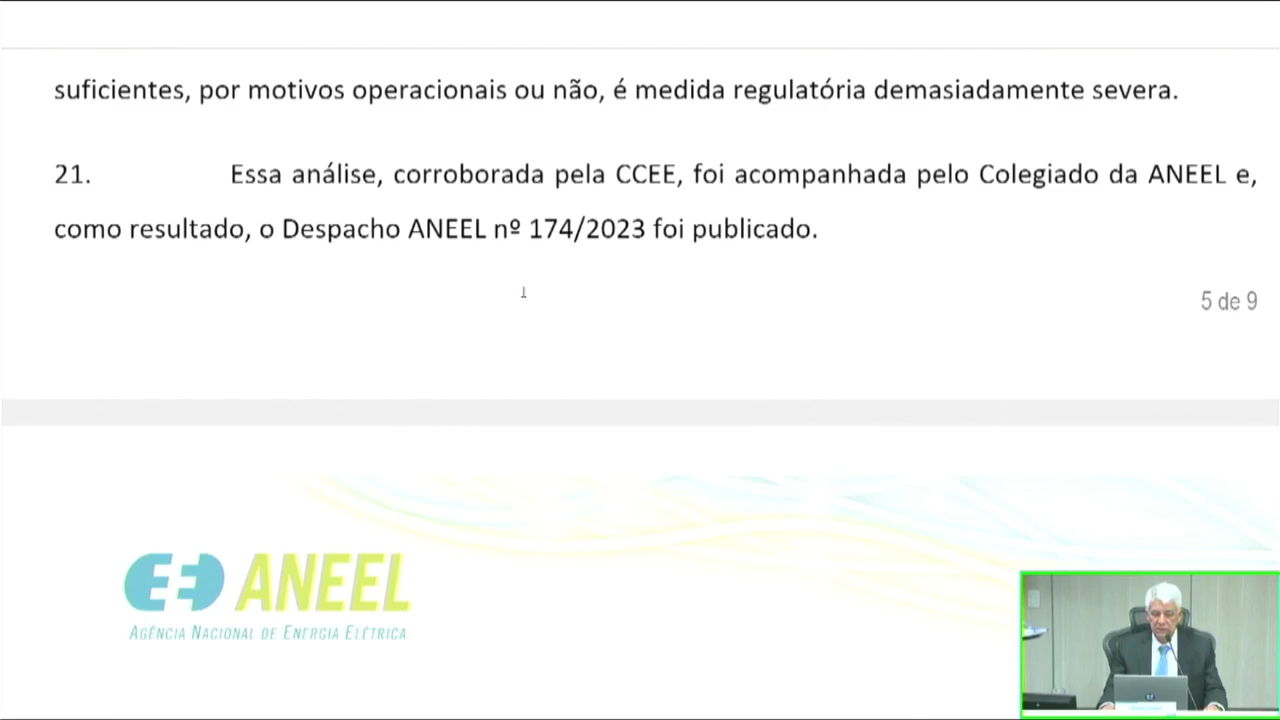 suficientes, por motivos operacionais ou não, é medida regulatória demasiadamente severa.
21. Essa análise, corroborada pela CCEE, foi acompanhada pelo Colegiado da ANEEL e,
como resultado, o Despacho ANEEL nº 174/2023 foi publicado.
5 de 9
ANEEL
AGÊNCIA NACIONAL DE ENERGIA ELÉTRICA